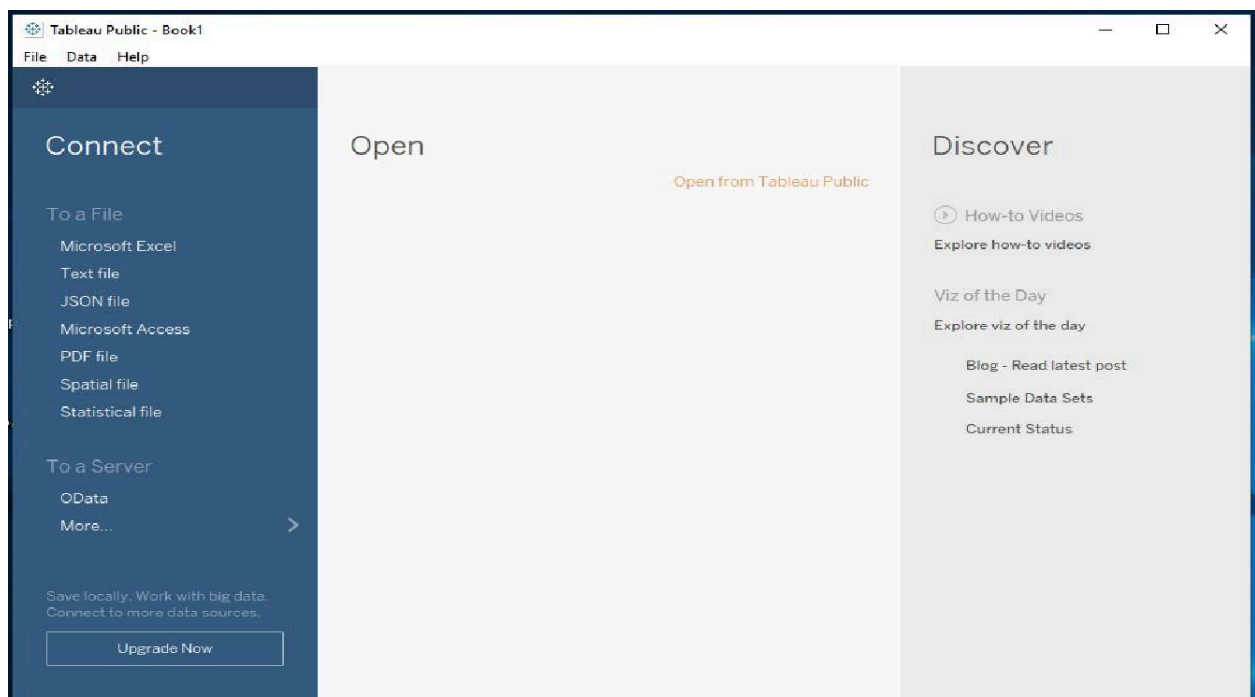 Tableau Public - Book1
File Data Help
Connect
To a File
Microsoft Excel
Text file
JSON file
Microsoft Access
PDF file
Spatial file
Statistical file
To a Server
OData
More...
Save locally. Work with big data.
Connect to more data sources.
Upgrade Now
Open
Open from Tableau Public
Discover
How-to Videos
Explore how-to videos
Viz of the Day
Explore viz of the day
Blog - Read latest post
Sample Data Sets
Current Status